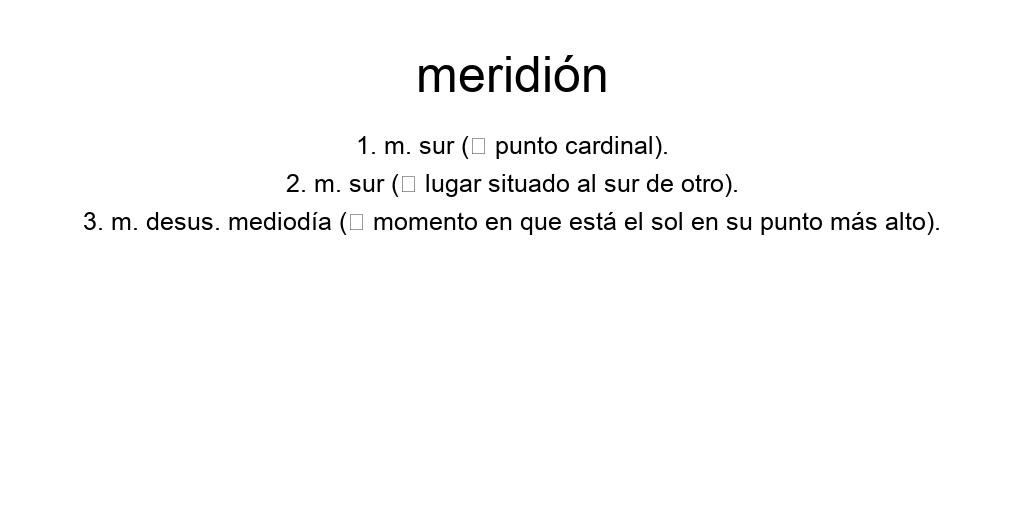 meridión
1. m. sur (□ punto cardinal).
2. m. sur (□ lugar situado al sur de otro).
3. m. desus. mediodía (□ momento en que está el sol en su punto más alto).